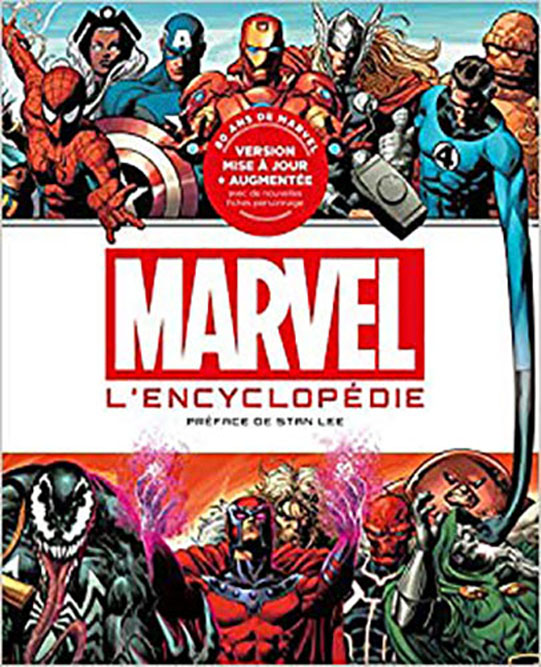 80 ANS DE MARVEL
VERSION
MISE À JOUR
+ AUGMENTÉE
avec de nouvelles
fiches personnage
4
MARVEL
L'ENCYCLOPÉDIE
PRÉFACE DE STAN LEE